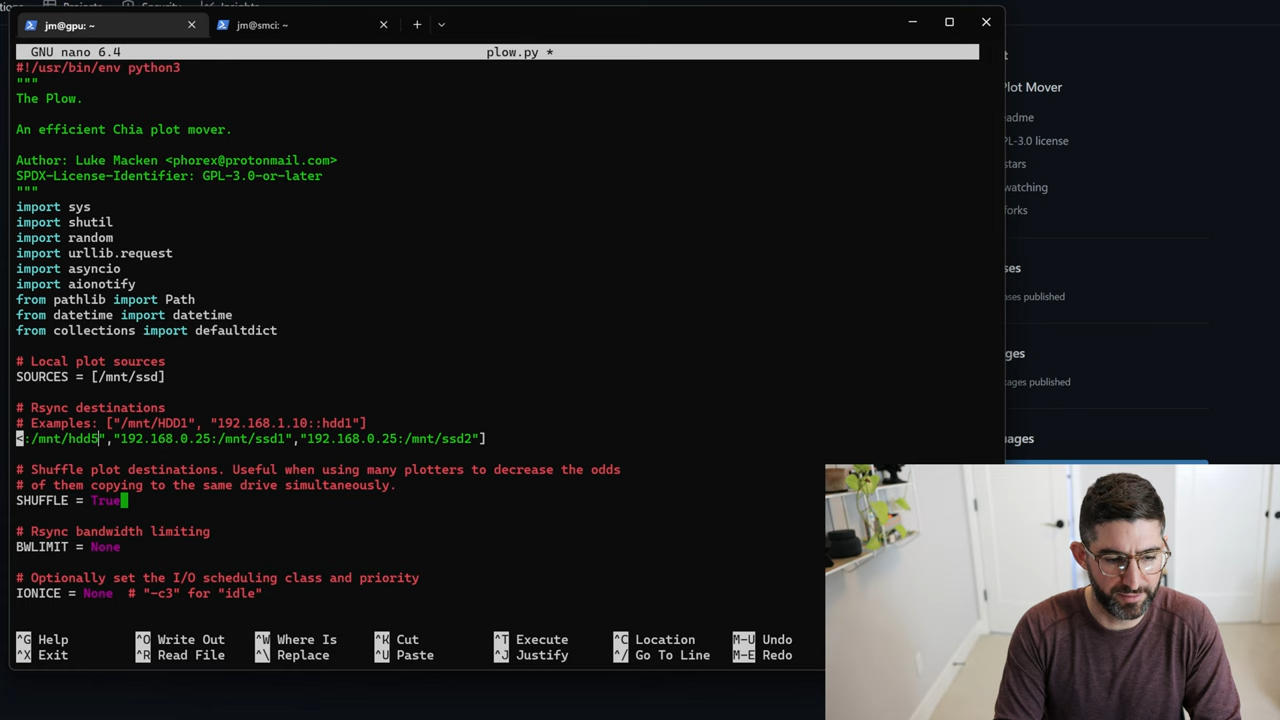 jm@gpu: ~
jm@smci: ~
GNU nano 6.4
plow.py *
#!/usr/bin/env python3
"""
The Plow.
An efficient Chia plot mover.
Author: Luke Macken <phorex@protonmail.com>
SPDX-License-Identifier: GPL-3.0-or-later
"""
import sys
import shutil
import random
import urllib.request
import asyncio
import aionotify
from pathlib import Path
from datetime import datetime
from collections import defaultdict
# Local plot sources
SOURCES = [/mnt/ssd]
# Rsync destinations
# Examples: ["/mnt/HDD1", "192.168.1.10::hdd1"]
<:/mnt/hdd5","192.168.0.25:/mnt/ssd1","192.168.0.25:/mnt/ssd2"]
# Shuffle plot destinations. Useful when using many plotters to decrease the odds
# of them copying to the same drive simultaneously.
SHUFFLE = True
# Rsync bandwidth limiting
BWLIMIT = None
# Optionally set the I/O scheduling class and priority
IONICE = None  # "-c3" for "idle"
^G Help ^O Write Out ^W Where Is ^K Cut ^T Execute ^C Location M-U Undo
^X Exit ^R Read File ^\ Replace ^U Paste ^J Justify ^/ Go To Line M-E Redo
Plot Mover
adme
PL-3.0 license
stars
watching
forks
ses
ases published
ages
kages published
uages